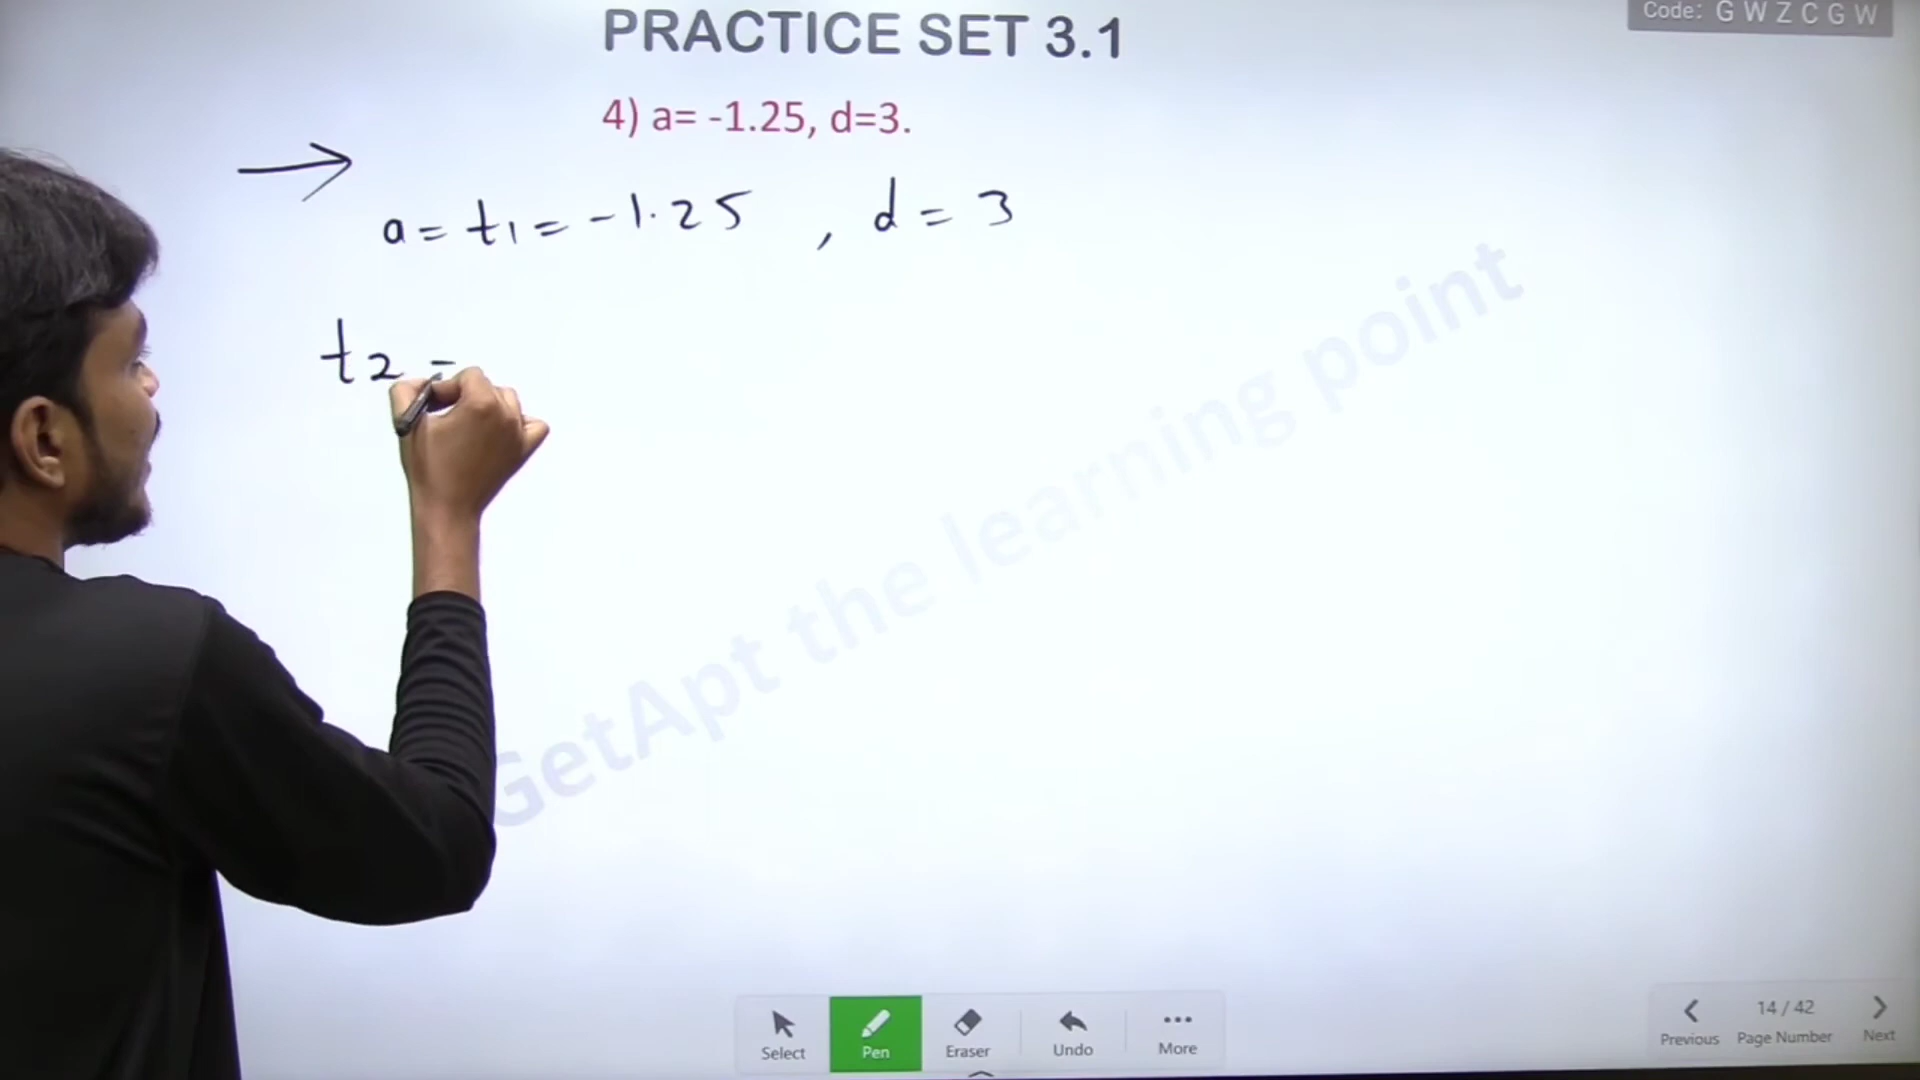 Code: G W Z C G W
PRACTICE SET 3.1
4) a= -1.25, d=3.
a = t1 = -1.25 , d = 3
t2 =
GetApt the learning point
Select
Pen
Eraser
Undo
More
Previous
14 / 42
Page Number
Next